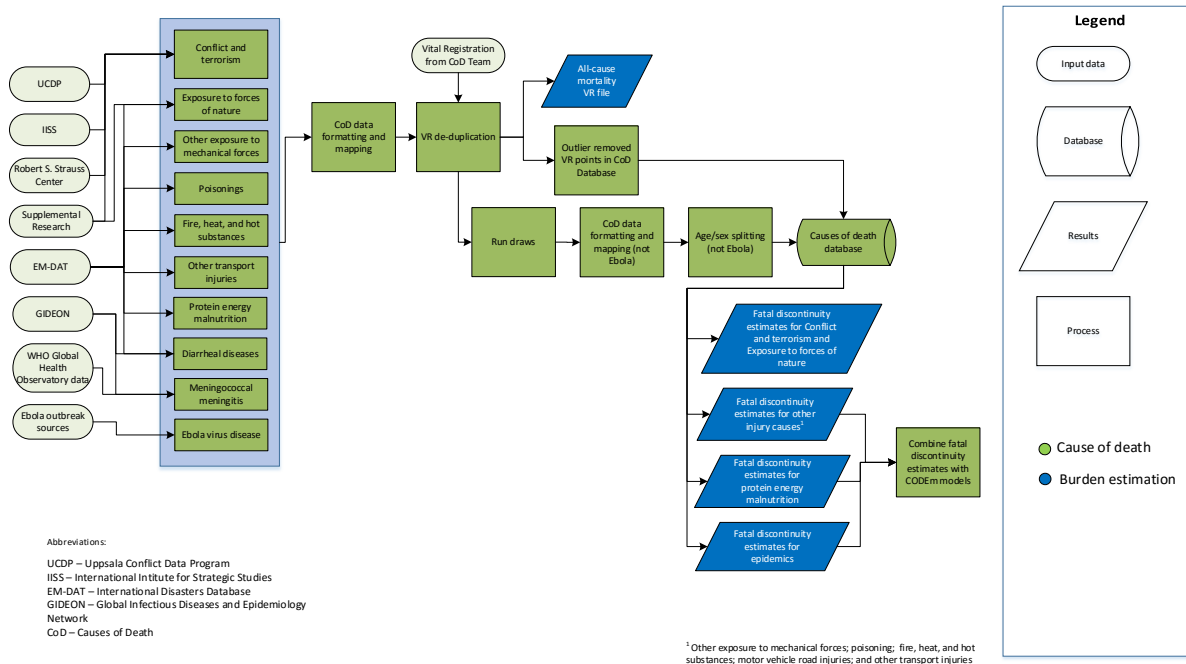 UCDP
IISS
Robert S. Strauss
Center
Supplemental
Research
EM-DAT
GIDEON
WHO Global
Health
Observatory data
Ebola outbreak
sources
Conflict and
terrorism
Exposure to forces
of nature
Other exposure to
mechanical forces
Poisonings
Fire, heat, and hot
substances
Other transport
injuries
Protein energy
malnutrition
Diarrheal diseases
Meningococcal
meningitis
Ebola virus disease
CoD data
formatting and
mapping
Vital Registration
from CoD Team
VR de-duplication
All-cause
mortality
VR file
Outlier removed
VR points in CoD
Database
Run draws
CoD data
formatting and
mapping (not
Ebola)
Age/sex splitting
(not Ebola)
Causes of death
database
Fatal discontinuity
estimates for Conflict
and terrorism and
Exposure to forces of
nature
Fatal discontinuity
estimates for other
injury causes¹
Fatal discontinuity
estimates for
protein energy
malnutrition
Fatal discontinuity
estimates for
epidemics
Combine fatal
discontinuity
estimates with
CODEm models
Legend
Input data
Database
Results
Process
Cause of death
Burden estimation
Abbreviations:
UCDP – Uppsala Conflict Data Program
IISS – International Intitute for Strategic Studies
EM-DAT – International Disasters Database
GIDEON – Global Infectious Diseases and Epidemiology
Network
CoD – Causes of Death
¹ Other exposure to mechanical forces; poisoning; fire, heat, and hot
substances; motor vehicle road injuries; and other transport injuries